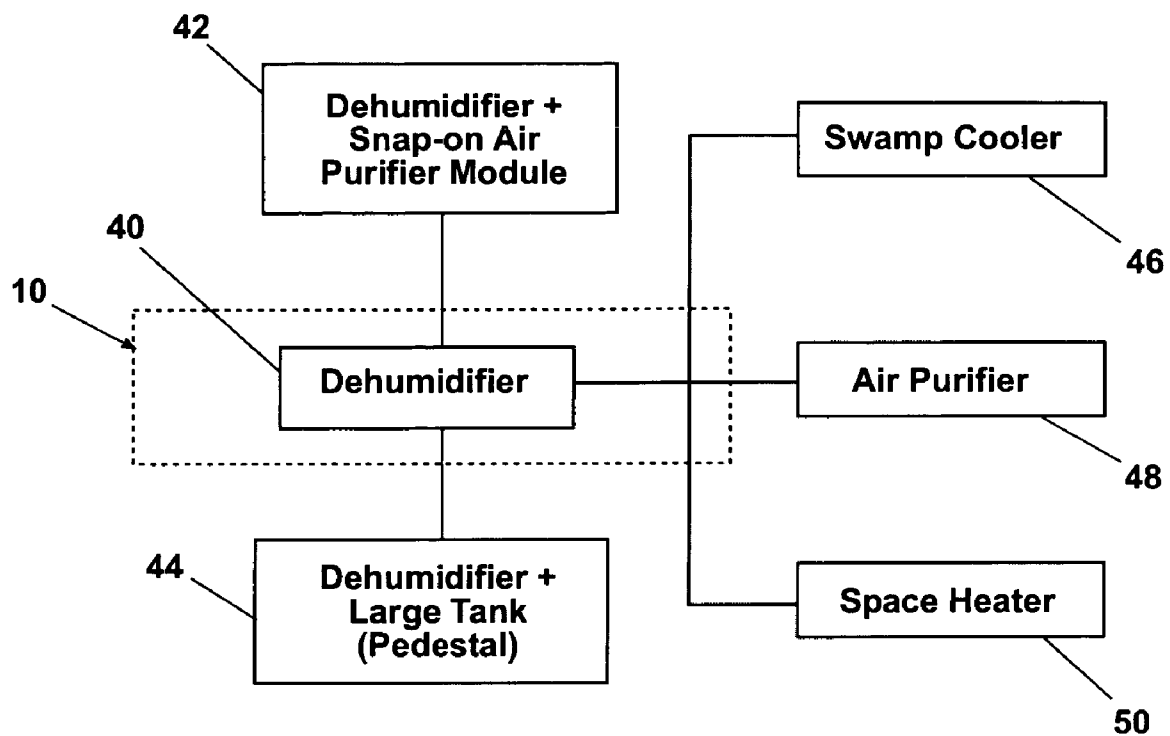 42
Dehumidifier +
Snap-on Air
Purifier Module
Swamp Cooler
46
40
10
Dehumidifier
Air Purifier
48
44
Dehumidifier +
Large Tank
(Pedestal)
Space Heater
50